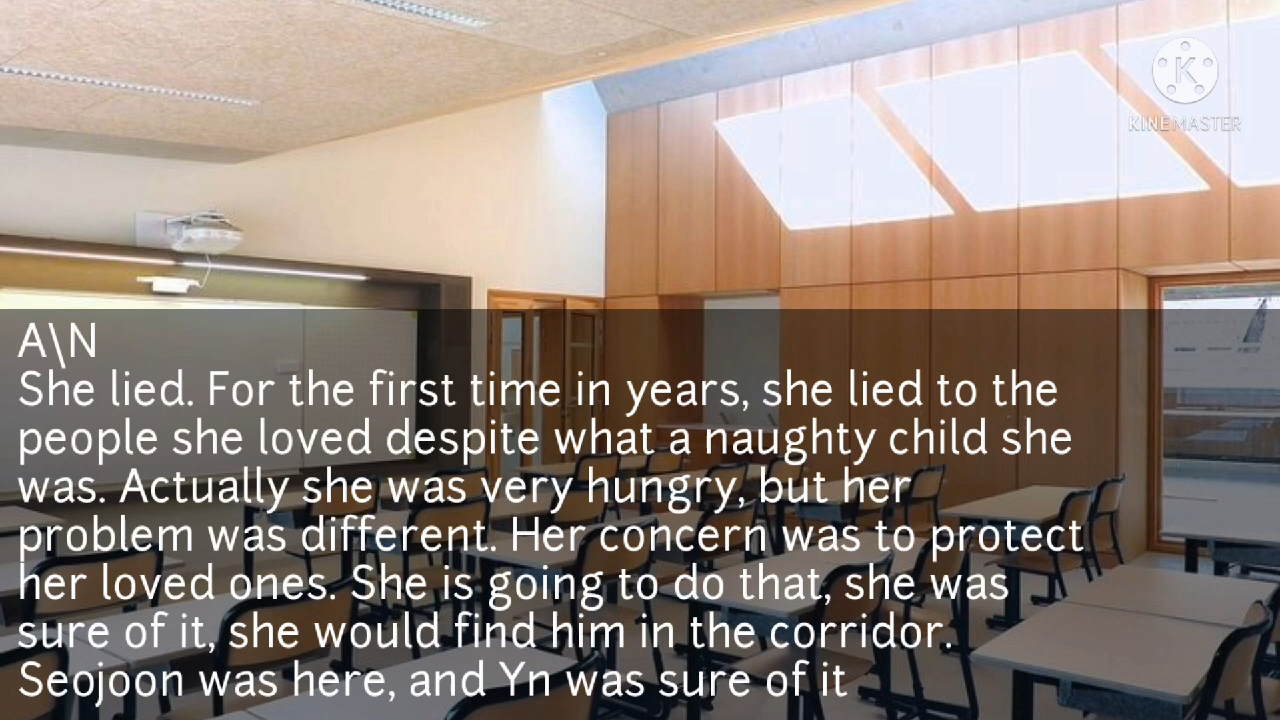 KINEMASTER
A\N
She lied. For the first time in years, she lied to the
people she loved despite what a naughty child she
was. Actually she was very hungry, but her
problem was different. Her concern was to protect
her loved ones. She is going to do that, she was
sure of it, she would find him in the corridor.
Seojoon was here, and Yn was sure of it